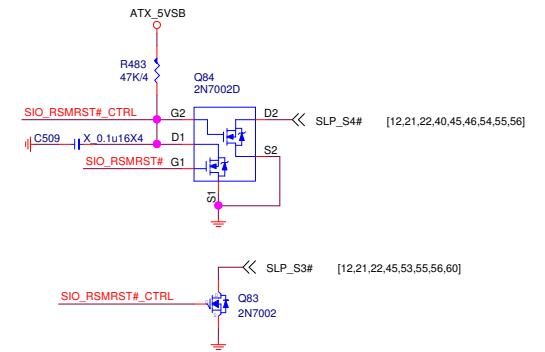 ATX_5VSB
R483
47K/4
Q84
2N7002D
SIO_RSMRST#_CTRL
G2
D2
SLP_S4#
[12,21,22,40,45,46,54,55,56]
C509
X_0.1u16X4
D1
S2
SIO_RSMRST#
G1
S1
SLP_S3#
[12,21,22,45,53,55,56,60]
SIO_RSMRST#_CTRL
Q83
2N7002